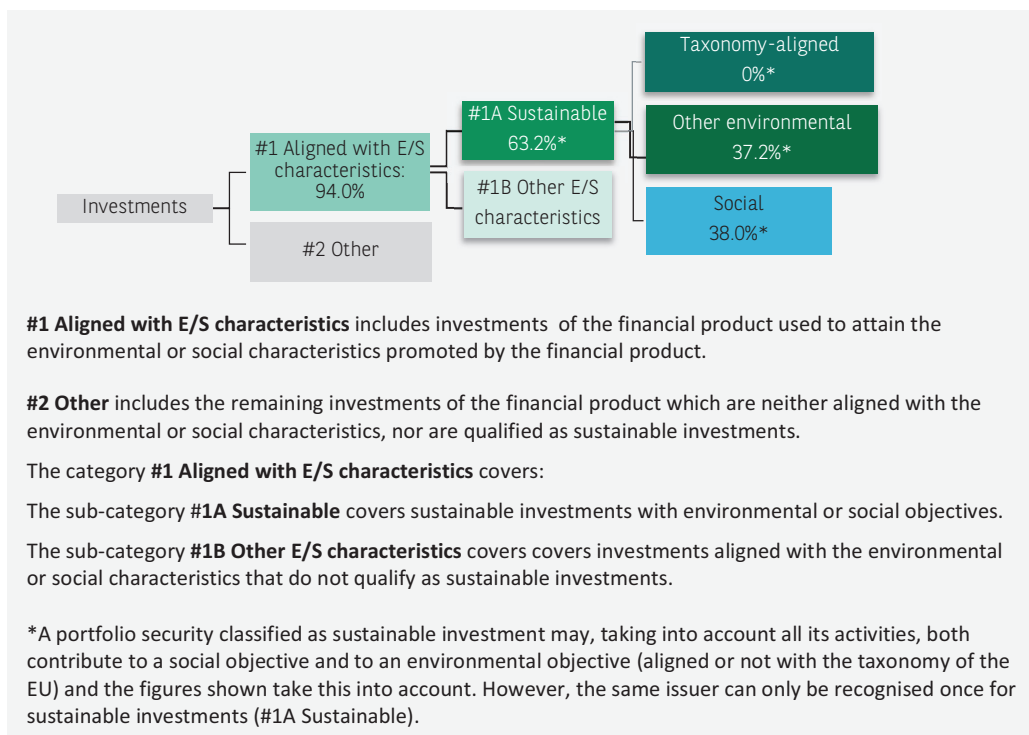 Taxonomy-aligned
0%*
#1A Sustainable
63.2%*
Other environmental
37.2%*
#1 Aligned with E/S
characteristics:
94.0%
#1B Other E/S
characteristics
Investments
Social
38.0%*
#2 Other
#1 Aligned with E/S characteristics includes investments of the financial product used to attain the
environmental or social characteristics promoted by the financial product.
#2 Other includes the remaining investments of the financial product which are neither aligned with the
environmental or social characteristics, nor are qualified as sustainable investments.
The category #1 Aligned with E/S characteristics covers:
The sub-category #1A Sustainable covers sustainable investments with environmental or social objectives.
The sub-category #1B Other E/S characteristics covers covers investments aligned with the environmental
or social characteristics that do not qualify as sustainable investments.
*A portfolio security classified as sustainable investment may, taking into account all its activities, both
contribute to a social objective and to an environmental objective (aligned or not with the taxonomy of the
EU) and the figures shown take this into account. However, the same issuer can only be recognised once for
sustainable investments (#1A Sustainable).